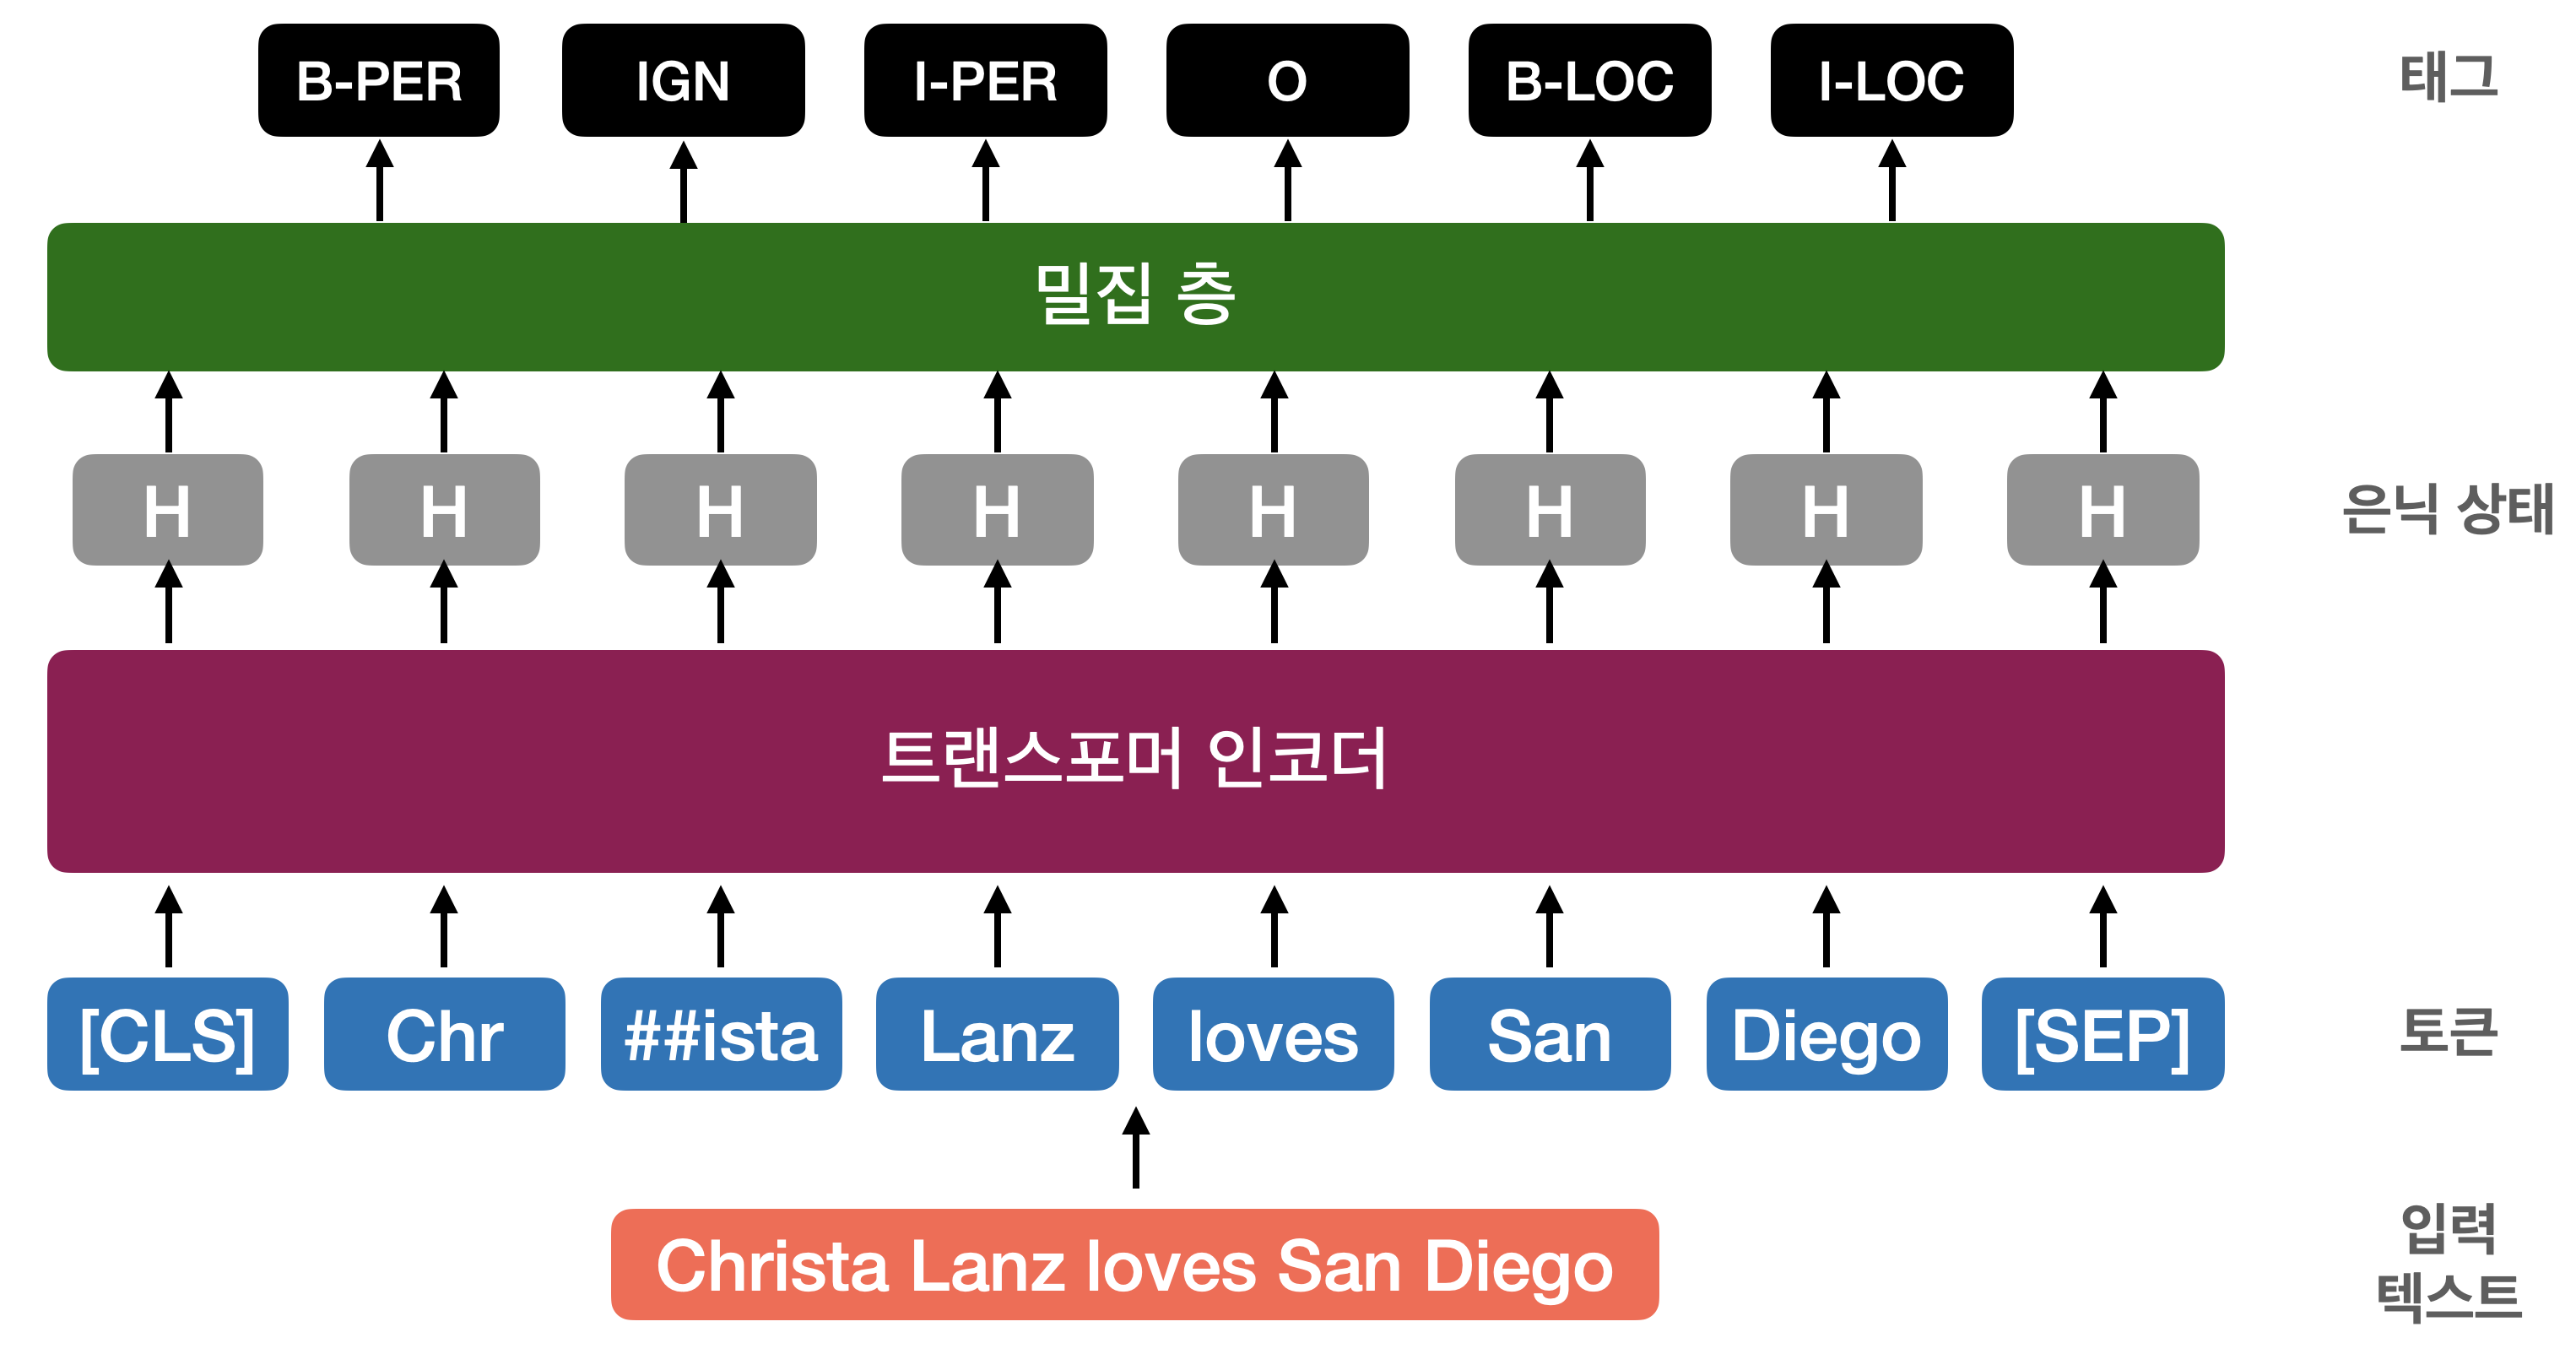 B-PER IGN I-PER O B-LOC I-LOC 태그
밀집 층
H H H H H H H H 은닉 상태
트랜스포머 인코더
[CLS] Chr ##ista Lanz loves San Diego [SEP] 토큰
Christa Lanz loves San Diego
입력
텍스트